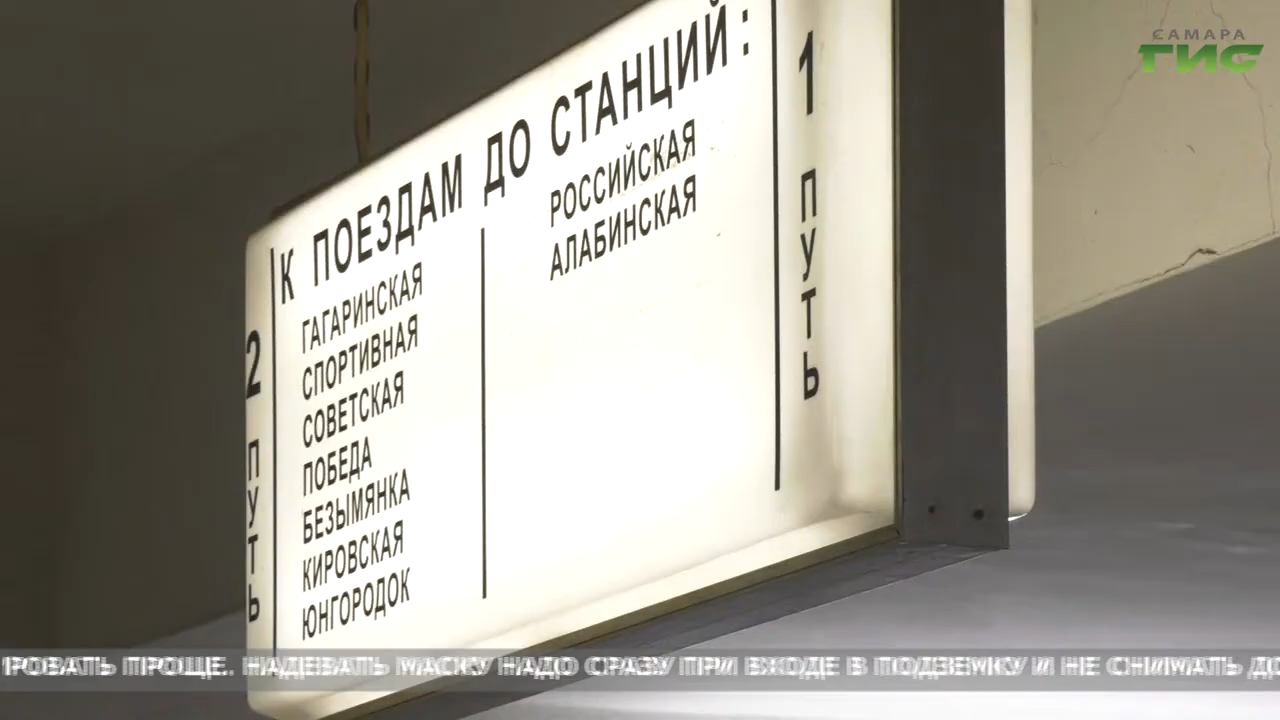 САМАРА
ГИС
К ПОЕЗДАМ ДО СТАНЦИЙ:
2 ПУТЬ
ГАГАРИНСКАЯ
СПОРТИВНАЯ
СОВЕТСКАЯ
ПОБЕДА
БЕЗЫМЯНКА
КИРОВСКАЯ
ЮНГОРОДОК
РОССИЙСКАЯ
АЛАБИНСКАЯ
1 ПУТЬ
ПРОЩЕ. НАДЕВАТЬ МАСКУ НАДО СРАЗУ ПРИ ВХОДЕ В ПОДЗЕМКУ И НЕ СНИМАТЬ